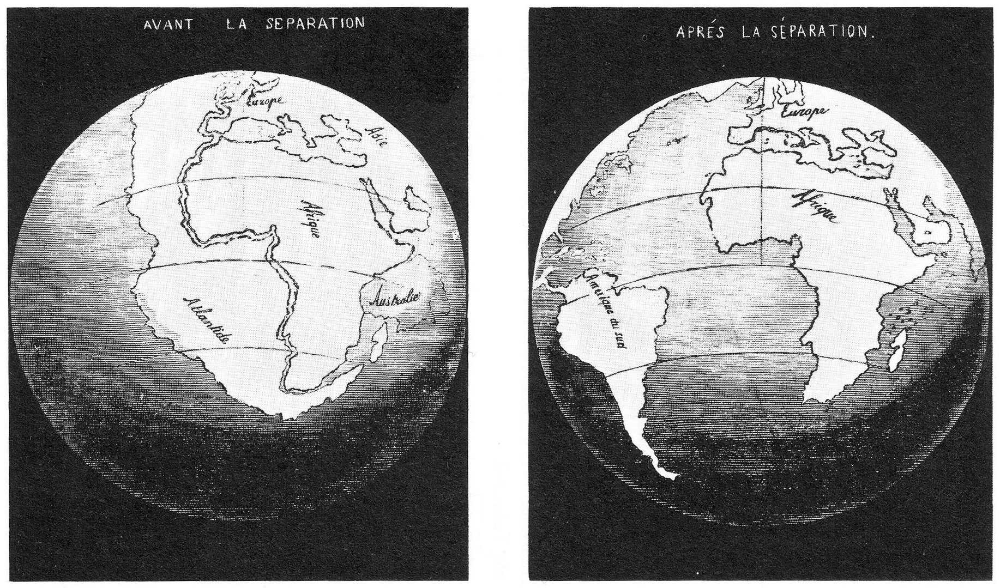 AVANT LA SEPARATION
Europe
Asie
Afrique
Australie
Atlantide
APRÉS LA SÉPARATION.
Europe
Afrique
Amérique du sud